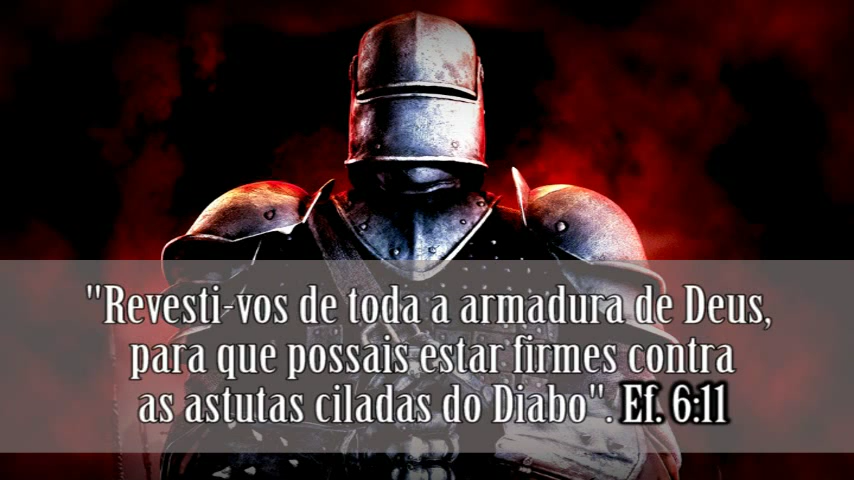 "Revesti-vos de toda a armadura de Deus,
para que possais estar firmes contra
as astutas ciladas do Diabo". Ef. 6:11